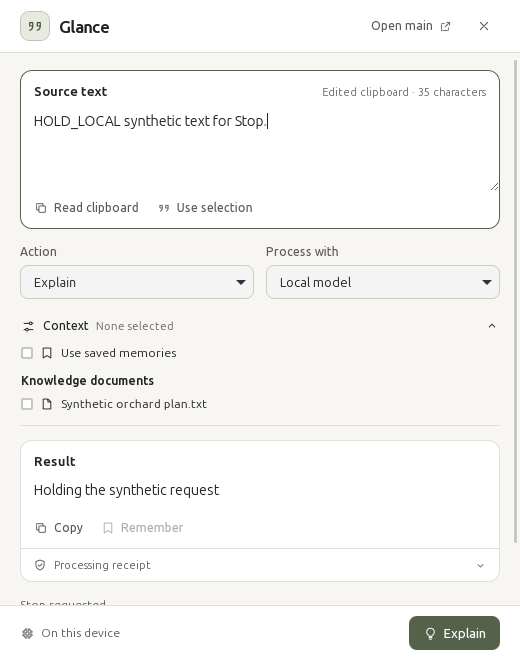 Glance
Open main
Source text
Edited clipboard · 35 characters
HOLD_LOCAL synthetic text for Stop.
Read clipboard
Use selection
Action
Process with
Explain
Local model
Context None selected
Use saved memories
Knowledge documents
Synthetic orchard plan.txt
Result
Holding the synthetic request
Copy
Remember
Processing receipt
Stop requested
On this device
Explain